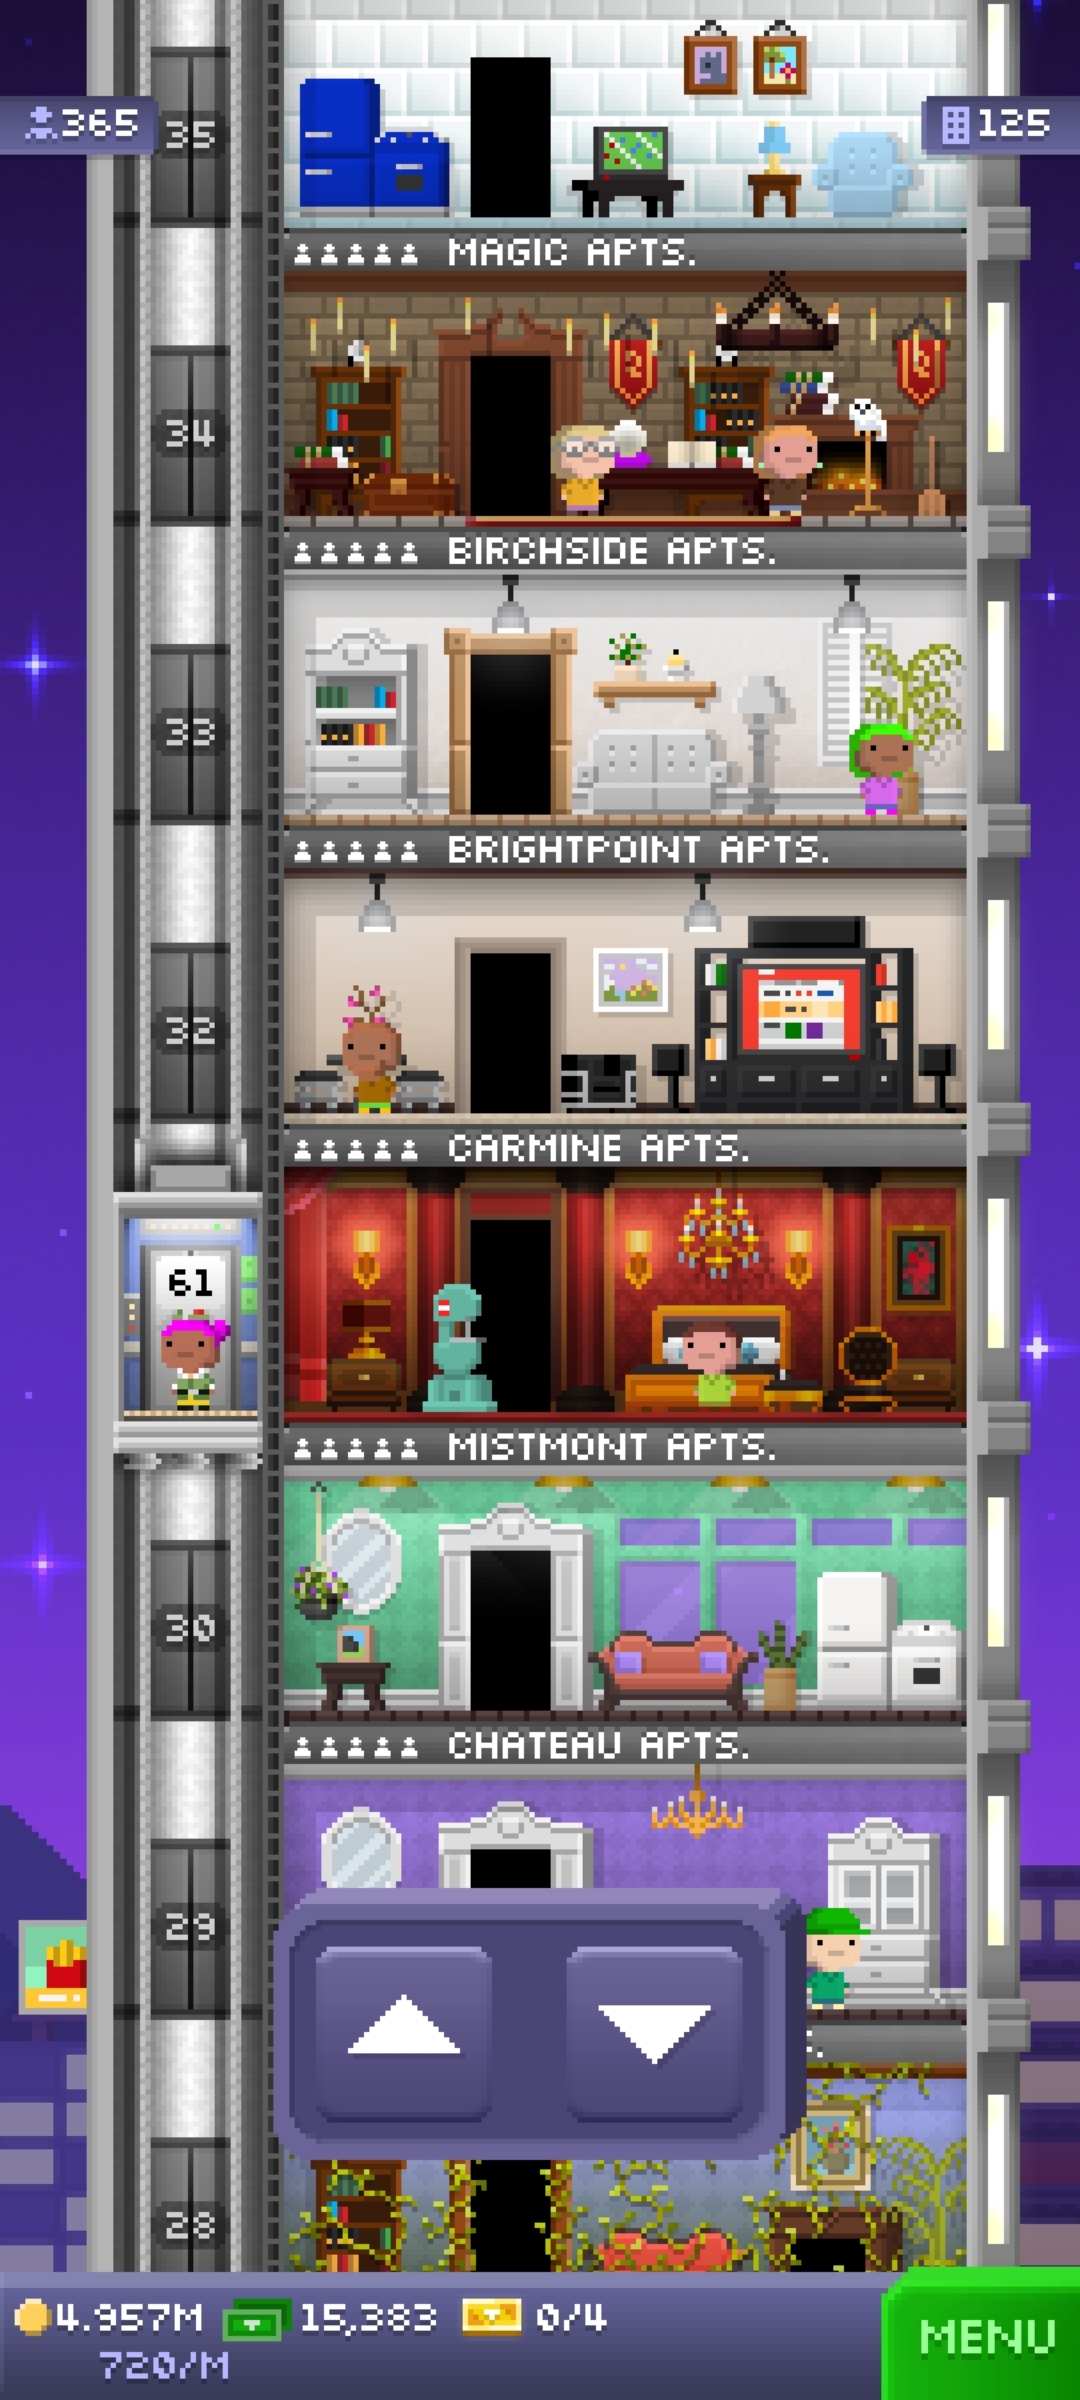 365
35
125
MAGIC APTS.
34
BIRCHSIDE APTS.
33
BRIGHTPOINT APTS.
32
CARMINE APTS.
61
MISTMONT APTS.
30
CHATEAU APTS.
29
28
4.957M 15,383 0/4
720/M
MENU